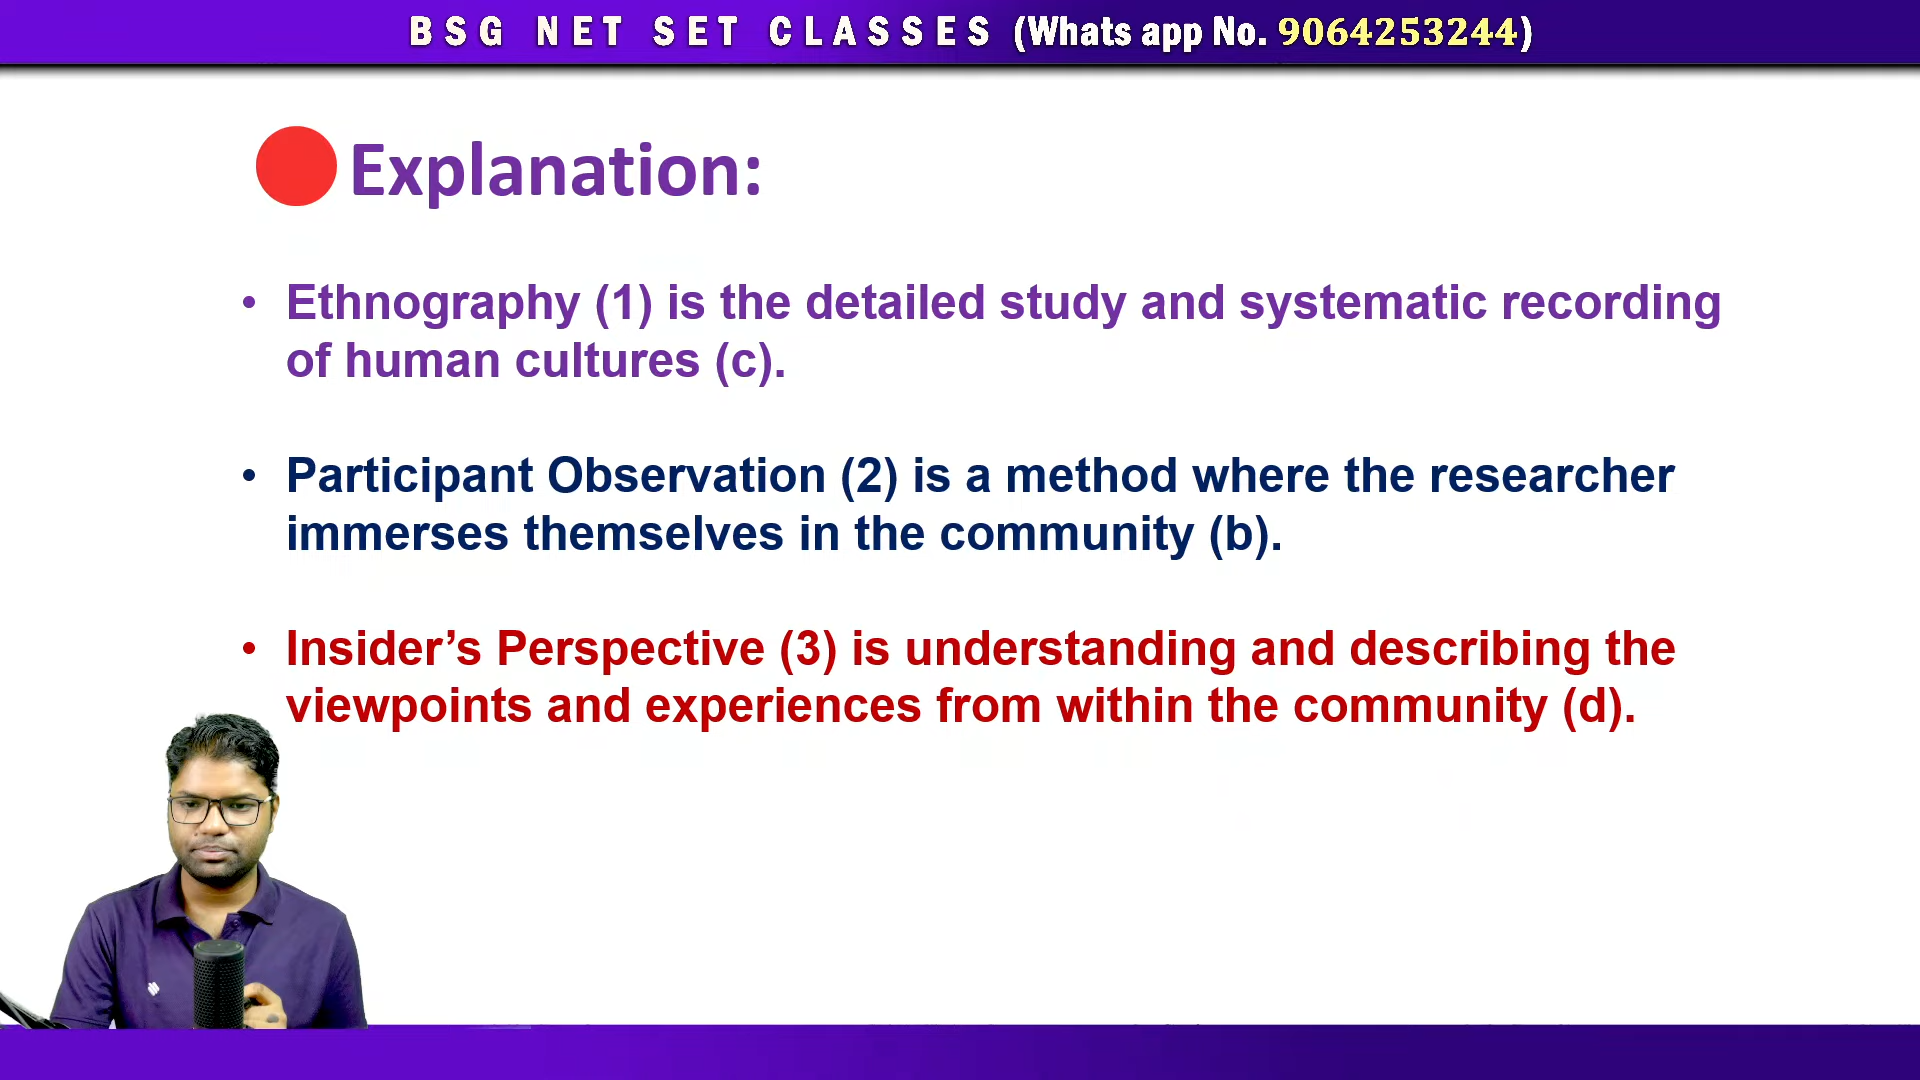 BSG NET SET CLASSES (Whats app No. 9064253244)
Explanation:
• Ethnography (1) is the detailed study and systematic recording
of human cultures (c).
• Participant Observation (2) is a method where the researcher
immerses themselves in the community (b).
• Insider’s Perspective (3) is understanding and describing the
viewpoints and experiences from within the community (d).